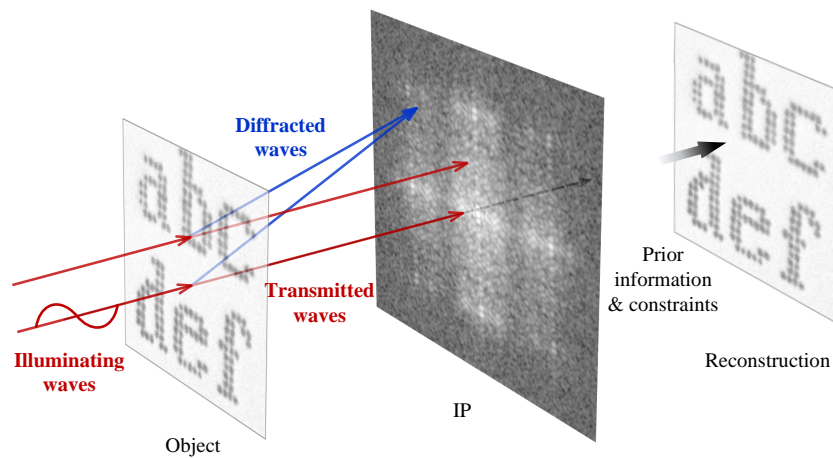 abc
def
Diffracted
waves
Transmitted
waves
Illuminating
waves
Object
IP
abc
def
Prior
information
& constraints
Reconstruction